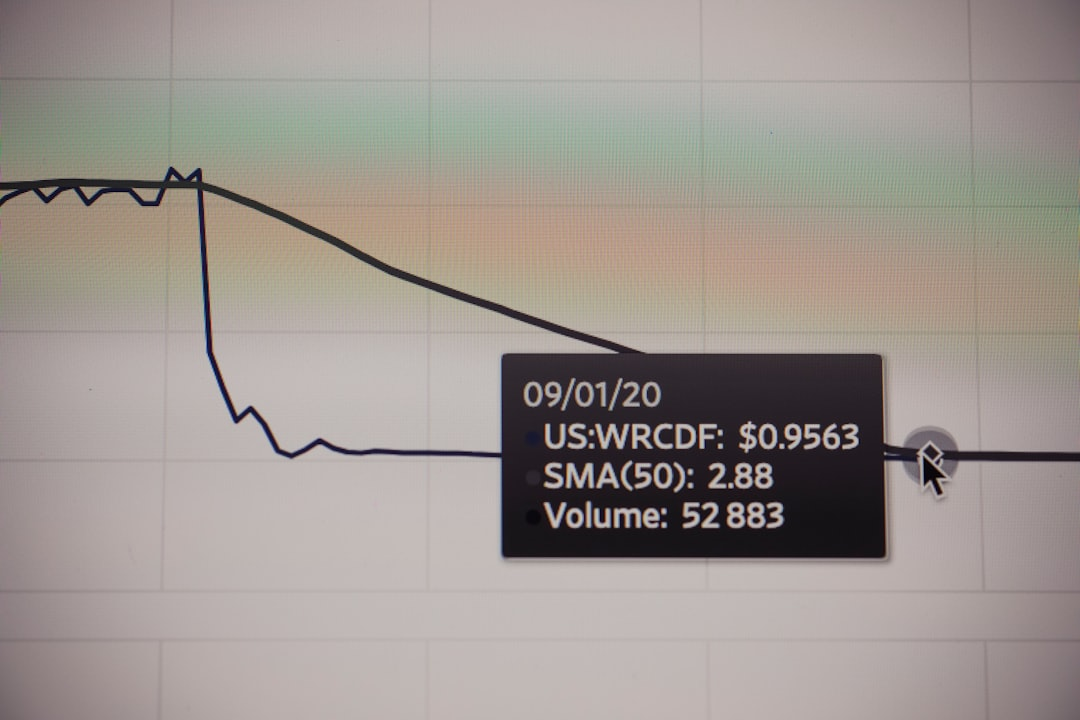 09/01/20
US:WRCDF: $0.9563
SMA(50): 2.88
Volume: 52 883